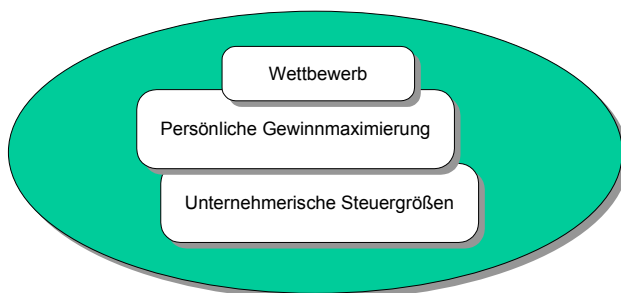 Wettbewerb
Persönliche Gewinnmaximierung
Unternehmerische Steuergrößen